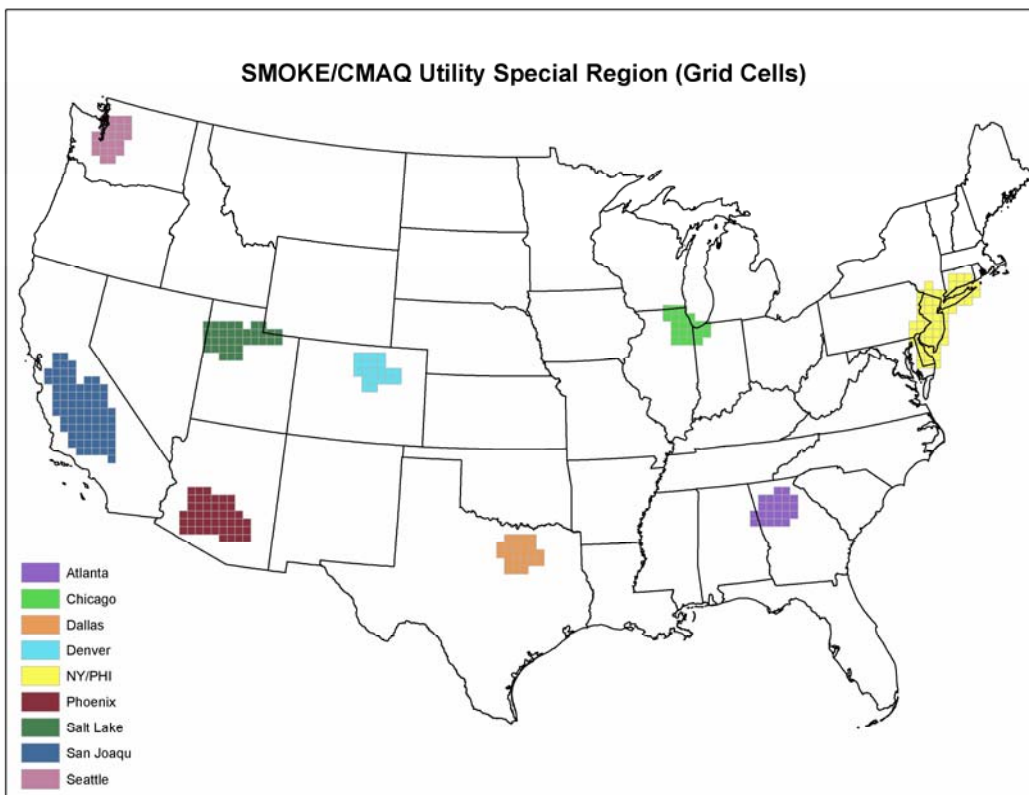 SMOKE/CMAQ Utility Special Region (Grid Cells)
Atlanta
Chicago
Dallas
Denver
NY/PHI
Phoenix
Salt Lake
San Joaqu
Seattle